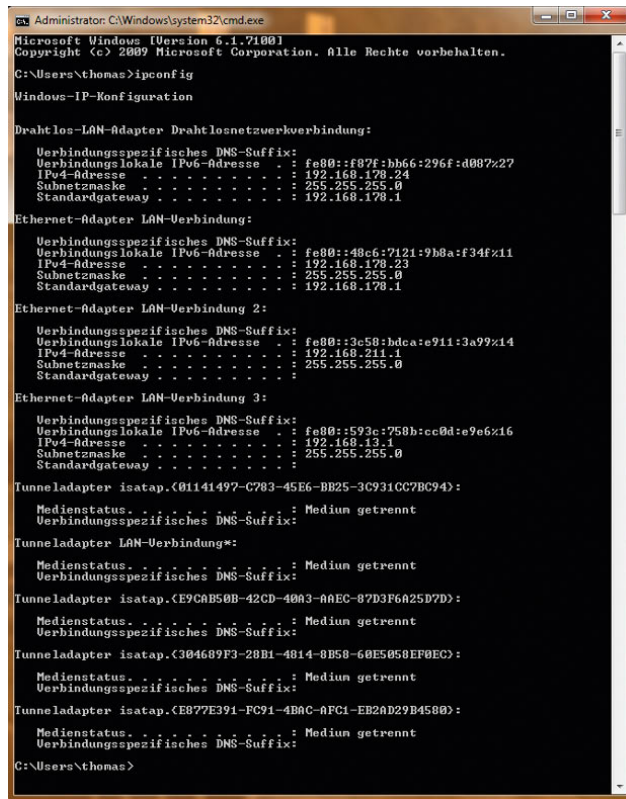 Administrator: C:\Windows\system32\cmd.exe
Microsoft Windows [Version 6.1.7100]
Copyright (c) 2009 Microsoft Corporation. Alle Rechte vorbehalten.
C:\Users\thomas>ipconfig
Windows-IP-Konfiguration
Drahtlos-LAN-Adapter Drahtlosnetzwerkverbindung:
Verbindungsspezifisches DNS-Suffix:
Verbindungslokale IPv6-Adresse  . : fe80::f87f:bb66:296f:d087%27
IPv4-Adresse  . . . . . . . . . . : 192.168.178.24
Subnetzmaske  . . . . . . . . . . : 255.255.255.0
Standardgateway . . . . . . . . . : 192.168.178.1
Ethernet-Adapter LAN-Verbindung:
Verbindungsspezifisches DNS-Suffix:
Verbindungslokale IPv6-Adresse  . : fe80::48c6:7121:9b8a:f34f%11
IPv4-Adresse  . . . . . . . . . . : 192.168.178.23
Subnetzmaske  . . . . . . . . . . : 255.255.255.0
Standardgateway . . . . . . . . . : 192.168.178.1
Ethernet-Adapter LAN-Verbindung 2:
Verbindungsspezifisches DNS-Suffix:
Verbindungslokale IPv6-Adresse  . : fe80::3c58:bdca:e911:3a99%14
IPv4-Adresse  . . . . . . . . . . : 192.168.211.1
Subnetzmaske  . . . . . . . . . . : 255.255.255.0
Standardgateway . . . . . . . . . :
Ethernet-Adapter LAN-Verbindung 3:
Verbindungsspezifisches DNS-Suffix:
Verbindungslokale IPv6-Adresse  . : fe80::593c:758b:cc0d:e9e6%16
IPv4-Adresse  . . . . . . . . . . : 192.168.13.1
Subnetzmaske  . . . . . . . . . . : 255.255.255.0
Standardgateway . . . . . . . . . :
Tunneladapter isatap.{01141497-C783-45E6-BB25-3C931CC7BC94}:
Medienstatus. . . . . . . . . . . : Medium getrennt
Verbindungsspezifisches DNS-Suffix:
Tunneladapter LAN-Verbindung*:
Medienstatus. . . . . . . . . . . : Medium getrennt
Verbindungsspezifisches DNS-Suffix:
Tunneladapter isatap.{E9CAB50B-42CD-40A3-AAEC-87D3F6A25D7D}:
Medienstatus. . . . . . . . . . . : Medium getrennt
Verbindungsspezifisches DNS-Suffix:
Tunneladapter isatap.{304689F3-28B1-4814-8B58-60E5058EF0EC}:
Medienstatus. . . . . . . . . . . : Medium getrennt
Verbindungsspezifisches DNS-Suffix:
Tunneladapter isatap.{E877E391-FC91-4BAC-AFC1-EB2AD29B4580}:
Medienstatus. . . . . . . . . . . : Medium getrennt
Verbindungsspezifisches DNS-Suffix:
C:\Users\thomas>